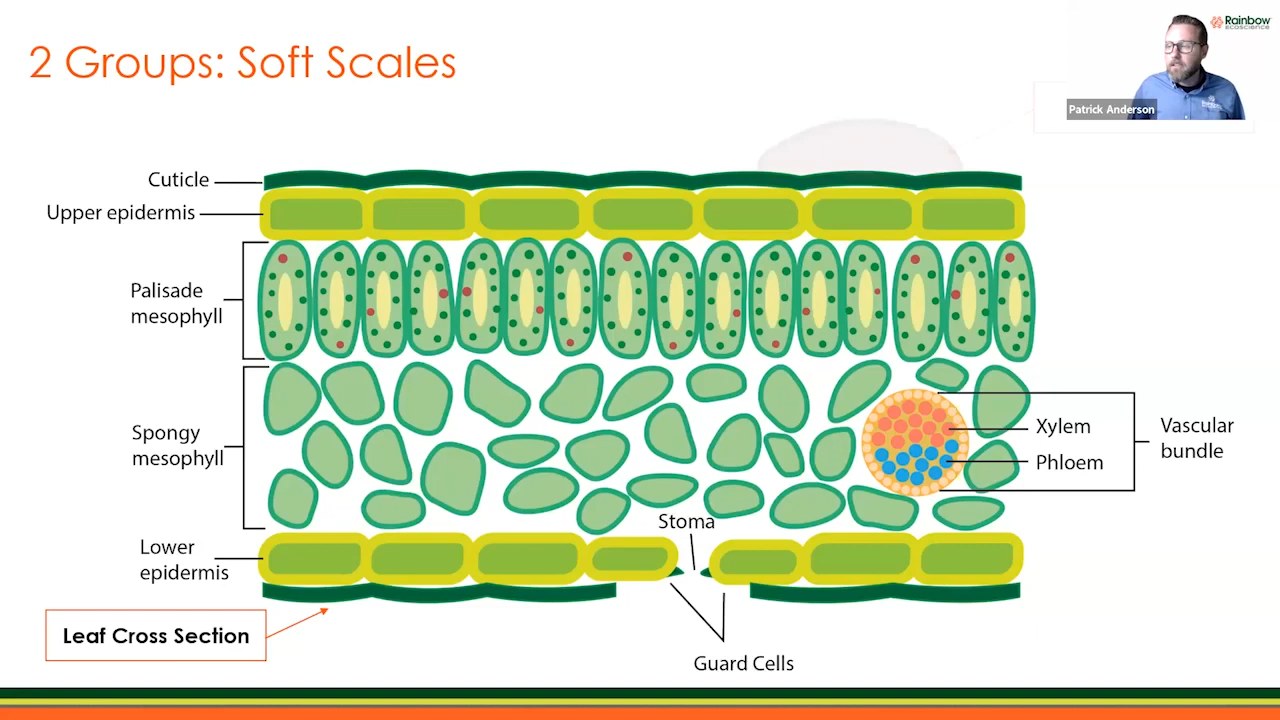 2 Groups: Soft Scales
Rainbow
ECOSCIENCE
Patrick Anderson
Cuticle
Upper epidermis
Palisade
mesophyll
Spongy
mesophyll
Xylem
Phloem
Vascular
bundle
Stoma
Lower
epidermis
Leaf Cross Section
Guard Cells